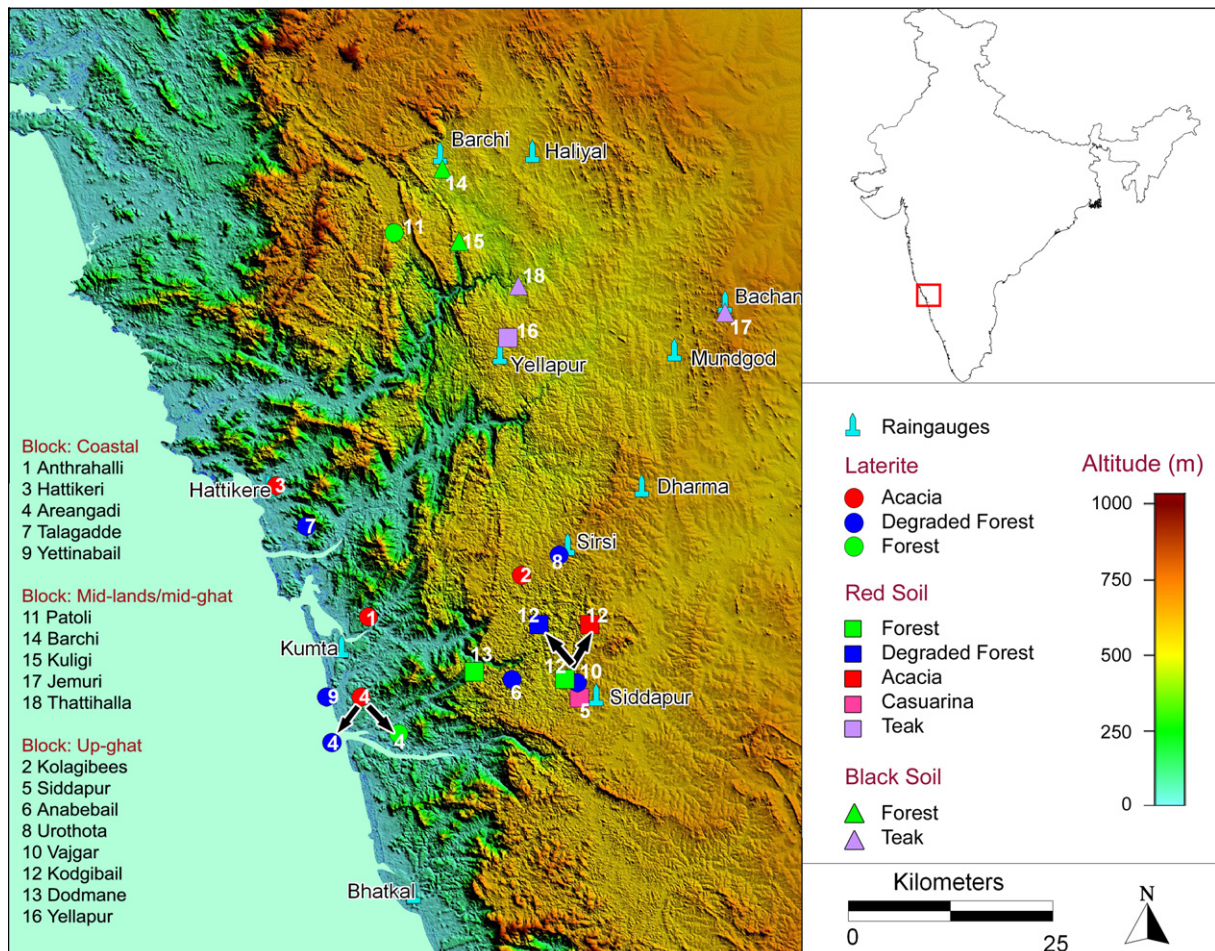 Barchi
Haliyal
14
11
15
18
Bachan
17
16
Yellapur
Mundgod
Block: Coastal
1 Anthrahalli
3 Hattikeri
4 Areangadi
7 Talagadde
9 Yettinabail
Hattikere
3
7
Dharma
Sirsi
8
2
Block: Mid-lands/mid-ghat
11 Patoli
14 Barchi
15 Kuligi
17 Jemuri
18 Thattihalla
1
12
12
Kumta
13
12
10
6
9
4
5
Siddapur
4
4
Block: Up-ghat
2 Kolagibees
5 Siddapur
6 Anabebail
8 Urothota
10 Vajgar
12 Kodgibail
13 Dodmane
16 Yellapur
Bhatkal
Raingauges
Laterite
Acacia
Degraded Forest
Forest
Red Soil
Forest
Degraded Forest
Acacia
Casuarina
Teak
Black Soil
Forest
Teak
Altitude (m)
1000
750
500
250
0
Kilometers
0 25
N